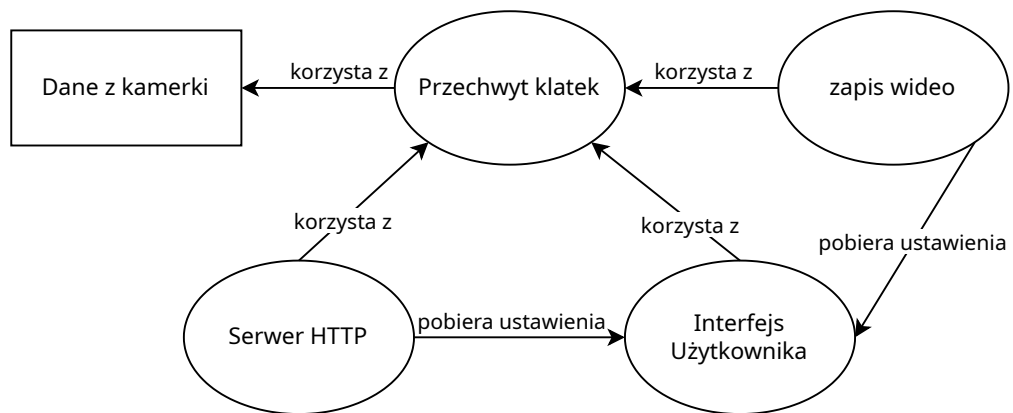 korzysta z
korzysta z
Dane z kamerki
Przechwyt klatek
zapis wideo
korzysta z
korzysta z
pobiera ustawienia
pobiera ustawienia
Serwer HTTP
Interfejs
Użytkownika